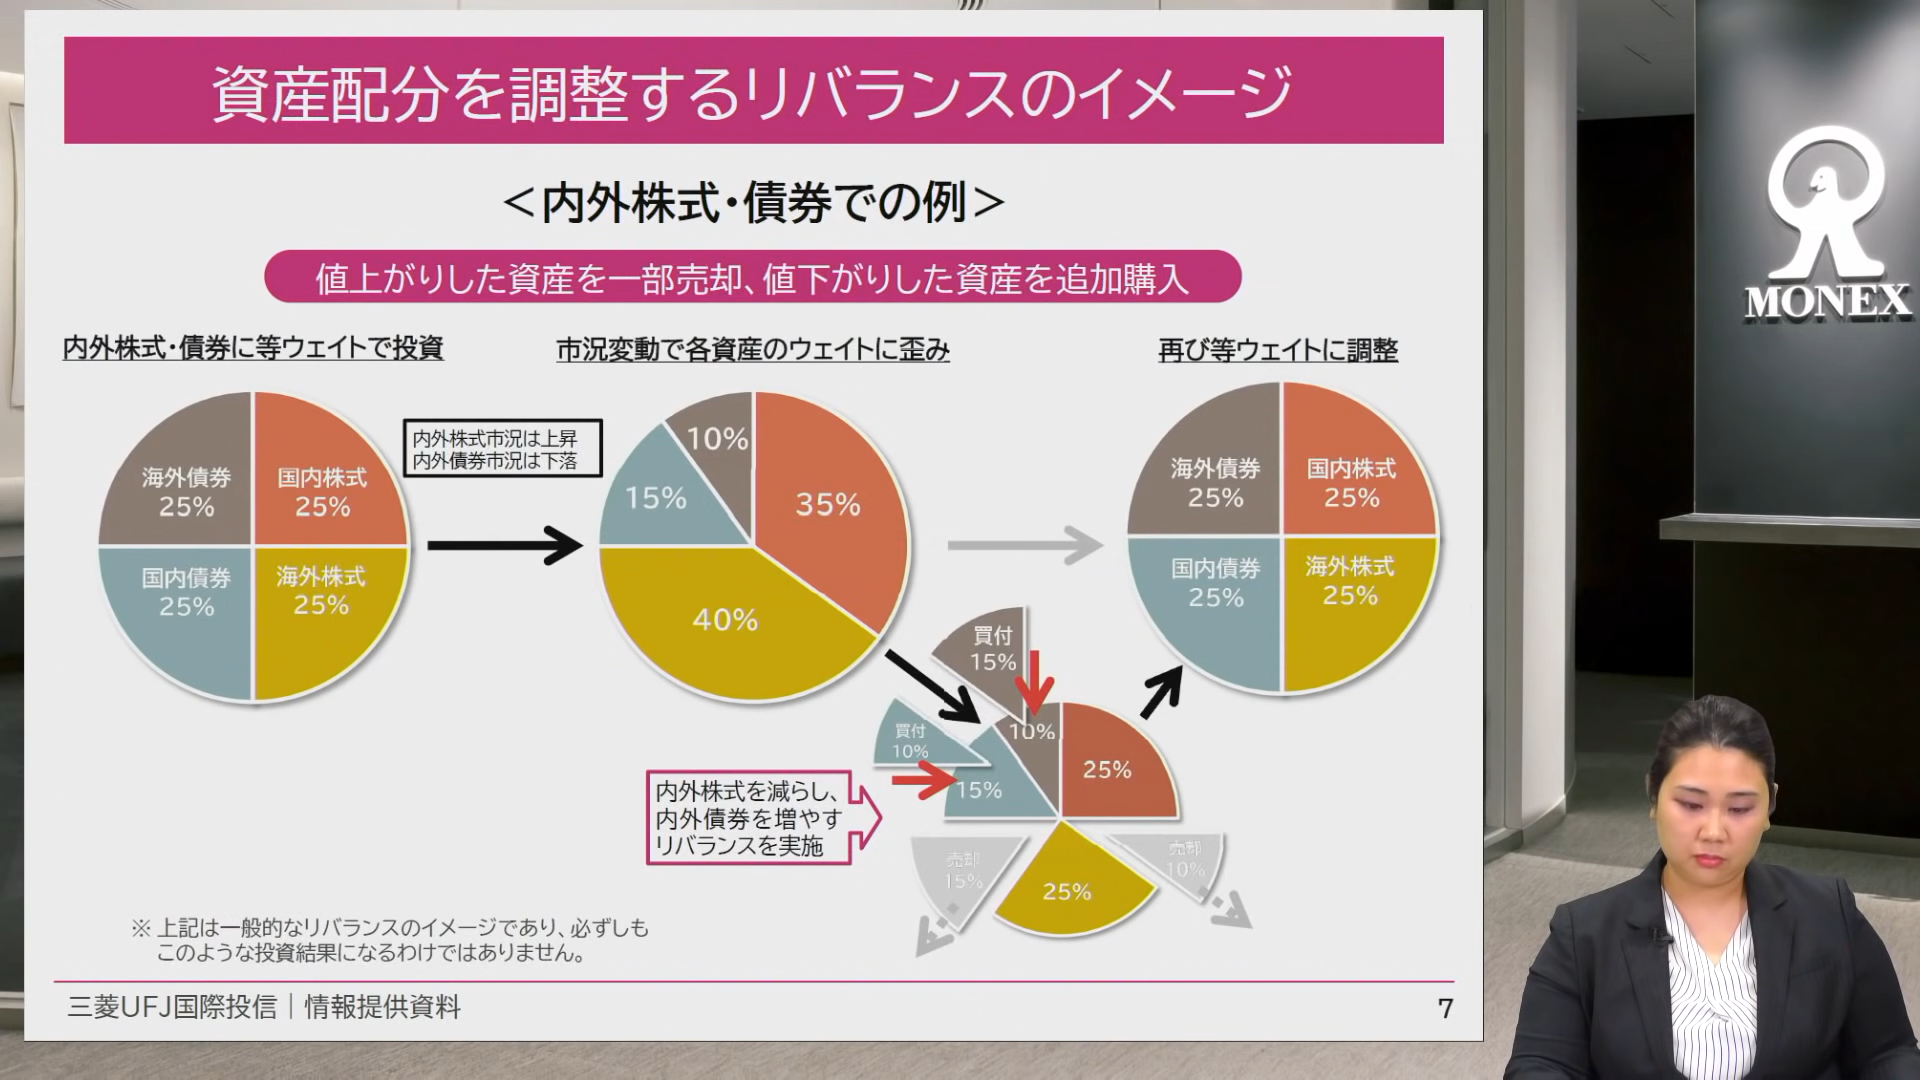 資産配分を調整するリバランスのイメージ
＜内外株式・債券での例＞
値上がりした資産を一部売却、値下がりした資産を追加購入
内外株式・債券に等ウェイトで投資
市況変動で各資産のウェイトに歪み
再び等ウェイトに調整
海外債券
25%
国内株式
25%
国内債券
25%
海外株式
25%
内外株式市況は上昇
内外債券市況は下落
10%
15%
35%
40%
海外債券
25%
国内株式
25%
国内債券
25%
海外株式
25%
買付
15%
買付
10%
10%
15%
25%
25%
売却
15%
売却
10%
内外株式を減らし、
内外債券を増やす
リバランスを実施
※ 上記は一般的なリバランスのイメージであり、必ずしも
このような投資結果になるわけではありません。
三菱UFJ国際投信｜情報提供資料
7
MONEX